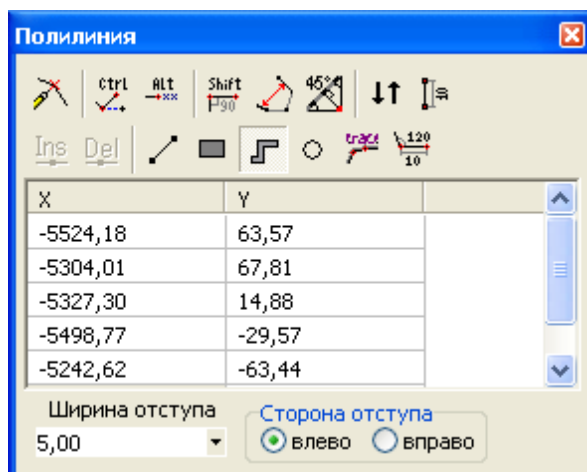 Полилиния
Ctrl Alt Shift 90 45° a
Ins Del trace 120 10
X Y
-5524,18 63,57
-5304,01 67,81
-5327,30 14,88
-5498,77 -29,57
-5242,62 -63,44
Ширина отступа Сторона отступа
5,00 влево вправо